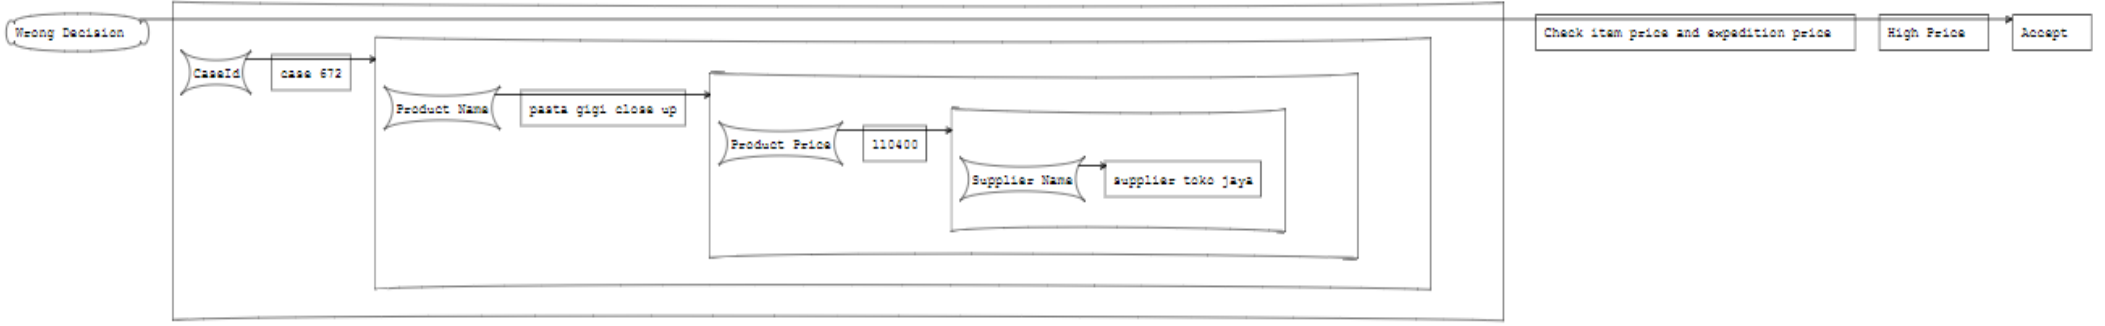 Wrong Decision
Check item price and expedition price
High Price
Accept
CaseId
case 672
Product Name
pasta gigi close up
Product Price
110400
Supplier Name
supplier toko jaya